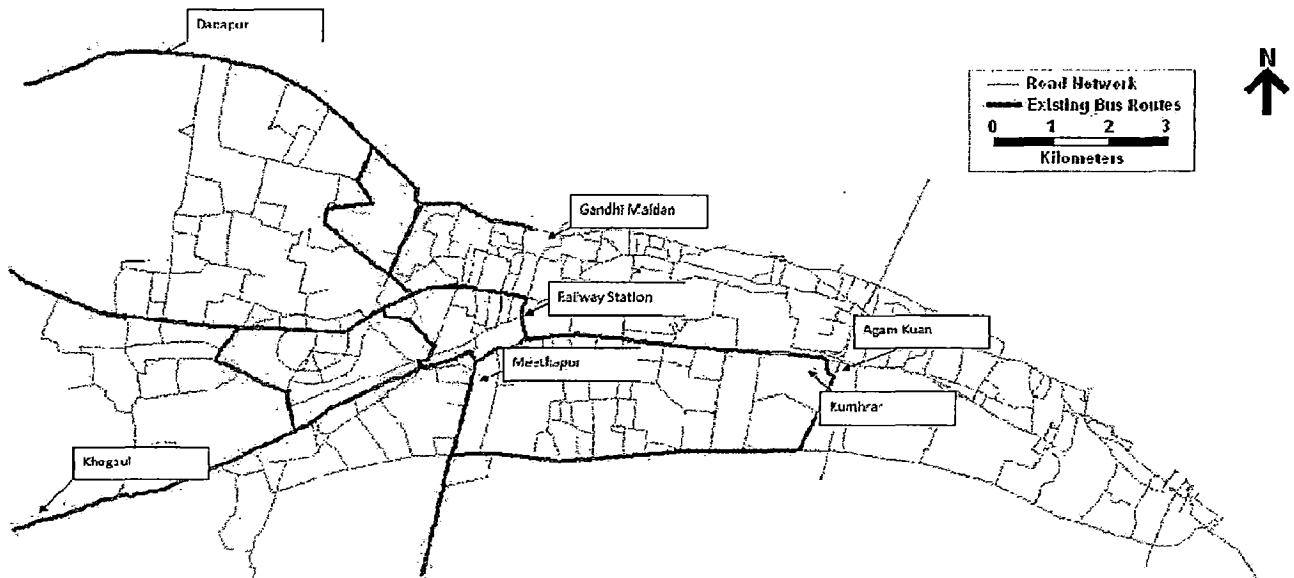 Danapur
N
Road Network
Existing Bus Routes
0 1 2 3
Kilometers
Gandhi Maidan
Railway Station
Agam Kuan
Meethapur
Kumhrar
Khagaul